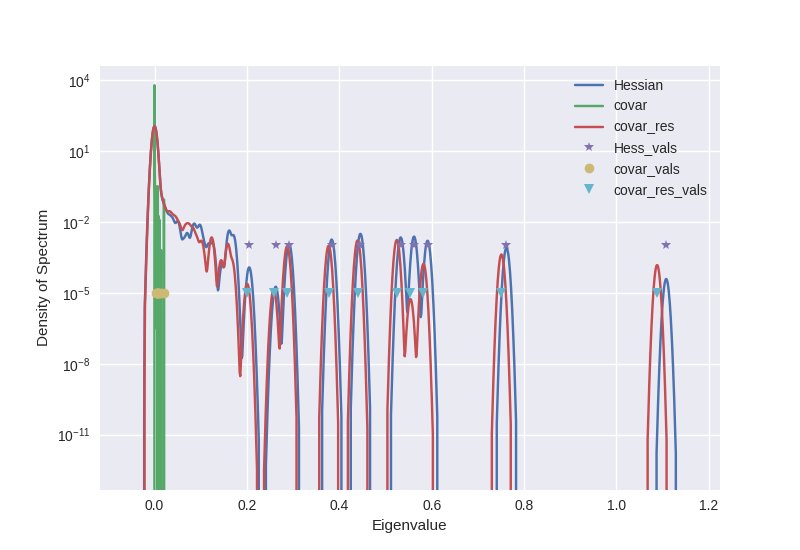 10^4
10^1
10^-2
10^-5
10^-8
10^-11
Density of Spectrum
Hessian
covar
covar_res
Hess_vals
covar_vals
covar_res_vals
0.0 0.2 0.4 0.6 0.8 1.0 1.2
Eigenvalue